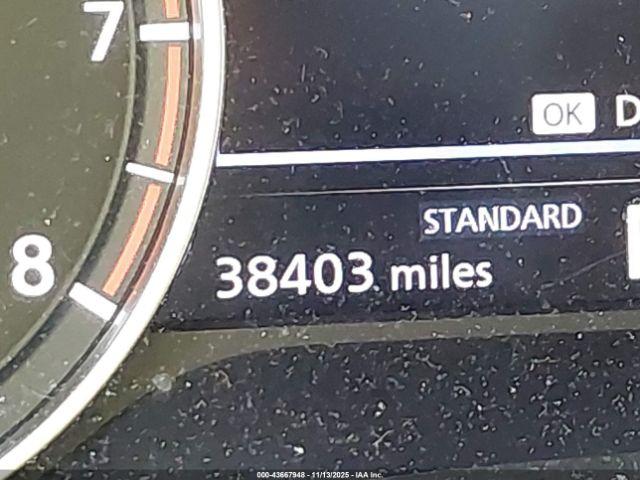 7
OK D
STANDARD
8
38403 miles
000-43667948 - 11/13/2025 - IAA Inc.